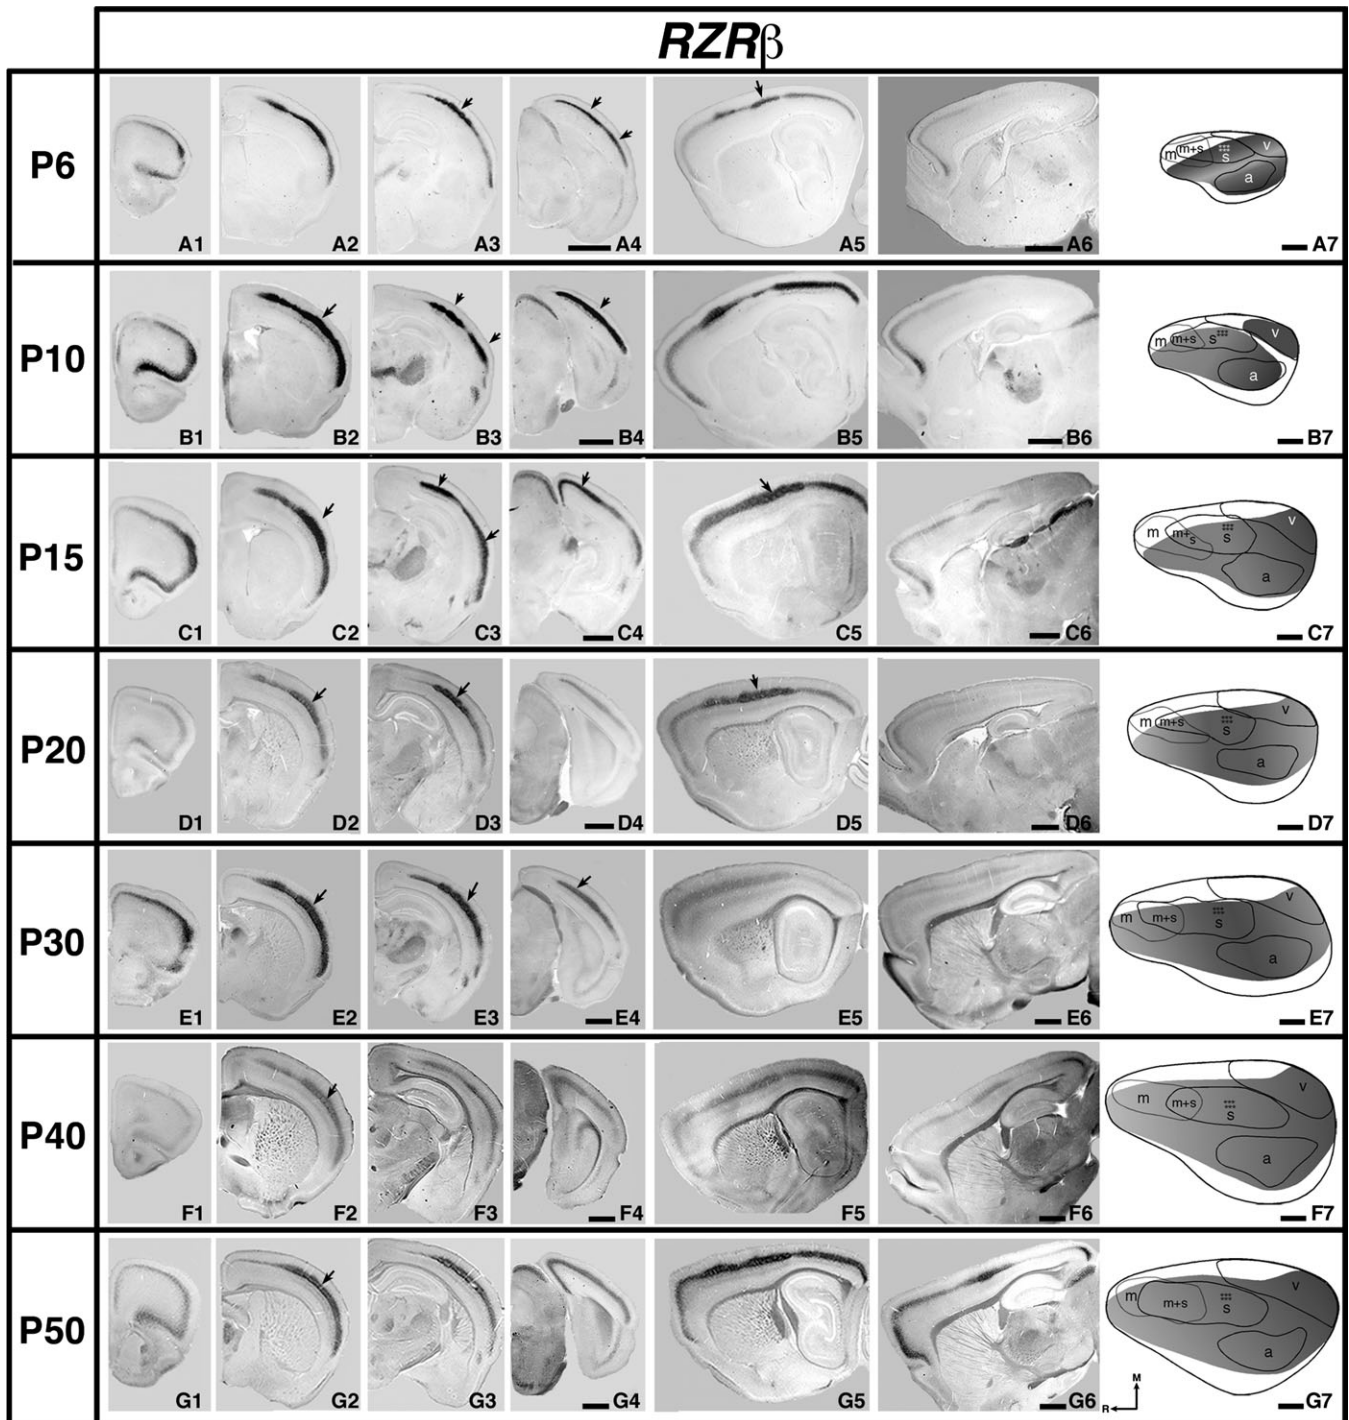 RZRβ
P6
A1 A2 A3 A4 A5 A6 A7
m m+s s v a
P10
B1 B2 B3 B4 B5 B6 B7
m m+s s v a
P15
C1 C2 C3 C4 C5 C6 C7
m m+s s v a
P20
D1 D2 D3 D4 D5 D6 D7
m m+s s v a
P30
E1 E2 E3 E4 E5 E6 E7
m m+s s v a
P40
F1 F2 F3 F4 F5 F6 F7
m m+s s v a
P50
G1 G2 G3 G4 G5 G6 G7
m m+s s v a
M
R